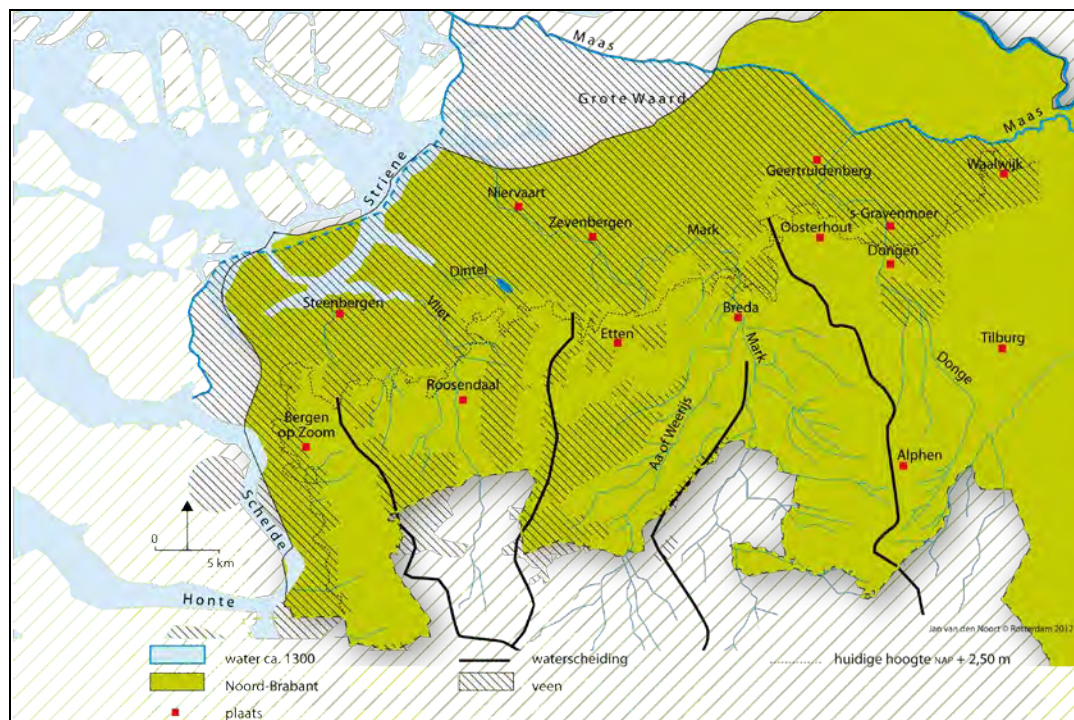 Maas
Grote Waard
Maas
Striene
Geertruidenberg
Waalwijk
Niervaart
Zevenbergen
Mark
Oosterhout
s-Gravenmoer
Dongen
Dintel
Steenbergen
Vliet
Breda
Etten
Mark
Tilburg
Donge
Roosendaal
Bergen
op Zoom
Aa of Weerijs
Alphen
Schelde
0
5 km
Honte
Jan van den Noort © Rotterdam 2012
water ca. 1300
waterscheiding
huidige hoogte NAP + 2,50 m
Noord-Brabant
veen
plaats